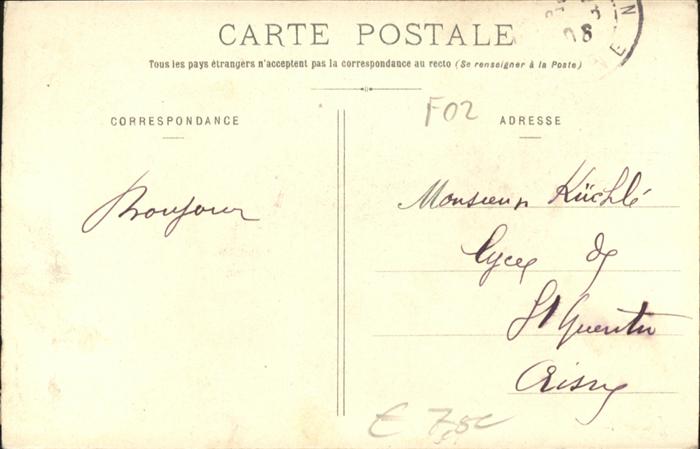 CARTE POSTALE
Tous les pays étrangers n'acceptent pas la correspondance au recto (Se renseigner à la Poste)
F02
CORRESPONDANCE
ADRESSE
Bonjour
Monsieur Küchlé
Lycée de
St Quentin
Aisne
€ 7,50